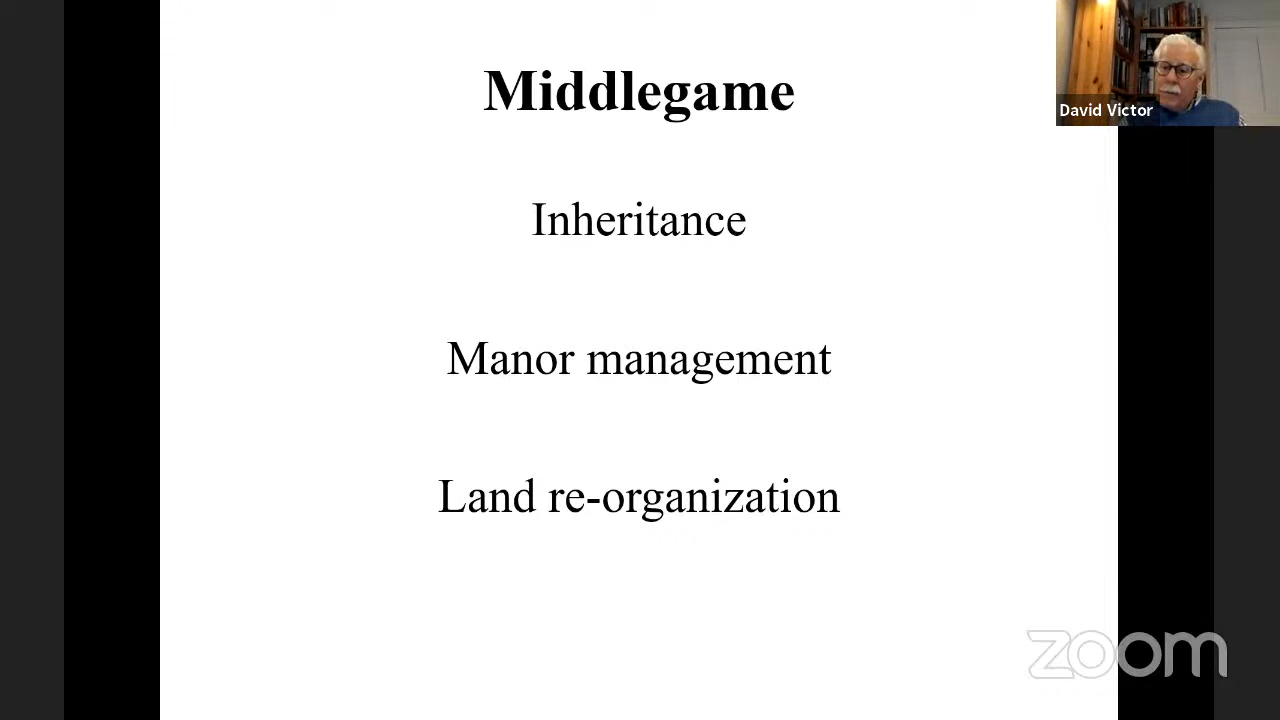 Middlegame
David Victor
Inheritance
Manor management
Land re-organization
zoom